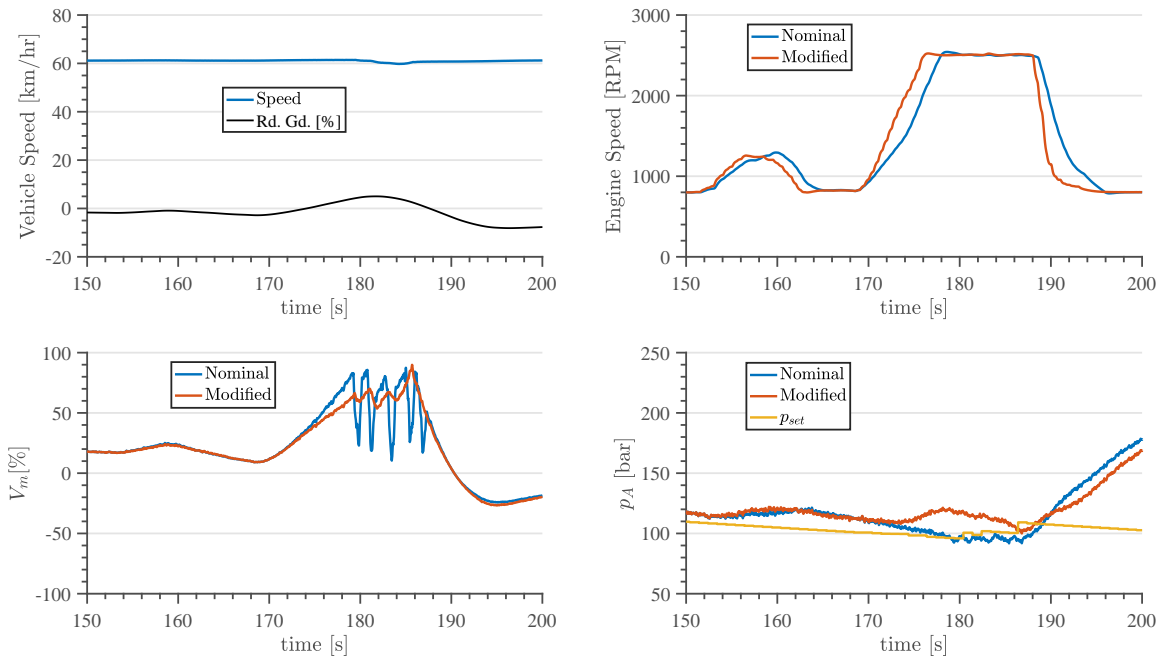 80
60
40
20
0
-20
Vehicle Speed [km/hr]
Speed
Rd. Gd. [%]
150 160 170 180 190 200
time [s]
3000
2000
1000
0
Engine Speed [RPM]
Nominal
Modified
150 160 170 180 190 200
time [s]
100
50
0
-50
-100
Vm[%]
Nominal
Modified
150 160 170 180 190 200
time [s]
250
200
150
100
50
pA [bar]
Nominal
Modified
pset
150 160 170 180 190 200
time [s]